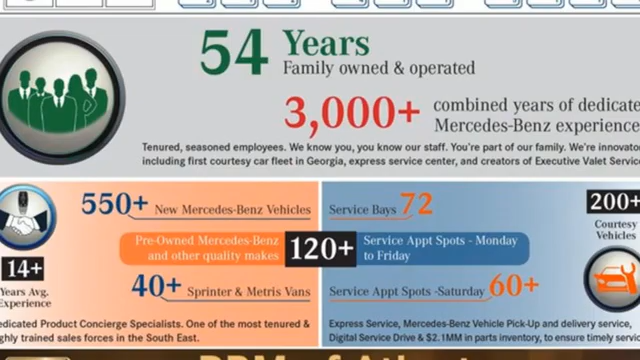 54 Years
Family owned & operated
3,000+ combined years of dedicate
Mercedes-Benz experience
Tenured, seasoned employees. We know you, you know our staff. You're part of our family. We're innovator
including first courtesy car fleet in Georgia, express service center, and creators of Executive Valet Service
550+ New Mercedes-Benz Vehicles
Service Bays 72
200+
Courtesy
Vehicles
Pre-Owned Mercedes-Benz
and other quality makes
120+
Service Appt Spots - Monday
to Friday
14+
Years Avg.
Experience
40+ Sprinter & Metris Vans
Service Appt Spots -Saturday 60+
edicated Product Concierge Specialists. One of the most tenured &
ghly trained sales forces in the South East.
Express Service, Mercedes-Benz Vehicle Pick-Up and delivery service,
Digital Service Drive & $2.1MM in parts inventory, to ensure timely servic